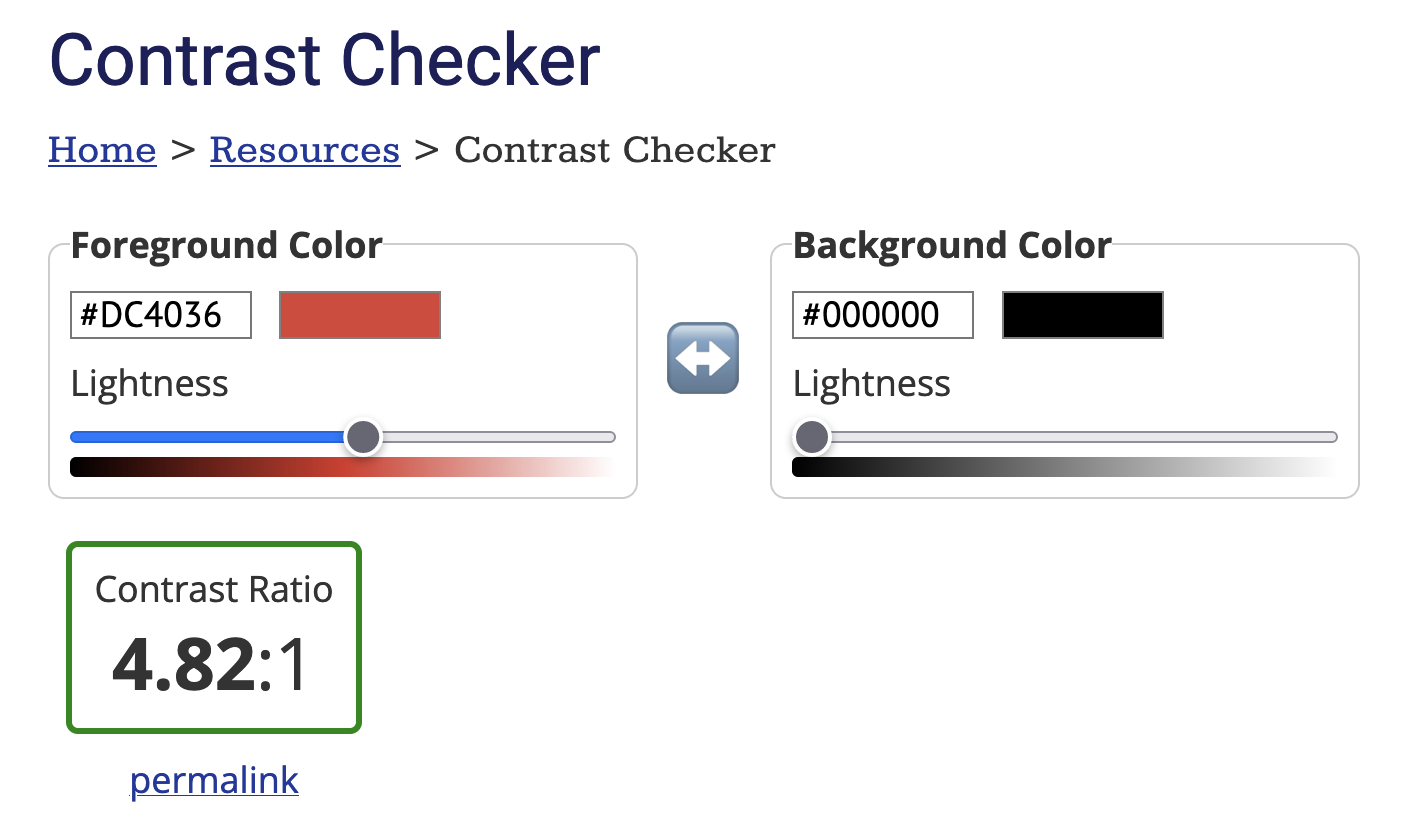 Contrast Checker
Home > Resources > Contrast Checker
Foreground Color
#DC4036
Lightness
Background Color
#000000
Lightness
Contrast Ratio
4.82:1
permalink